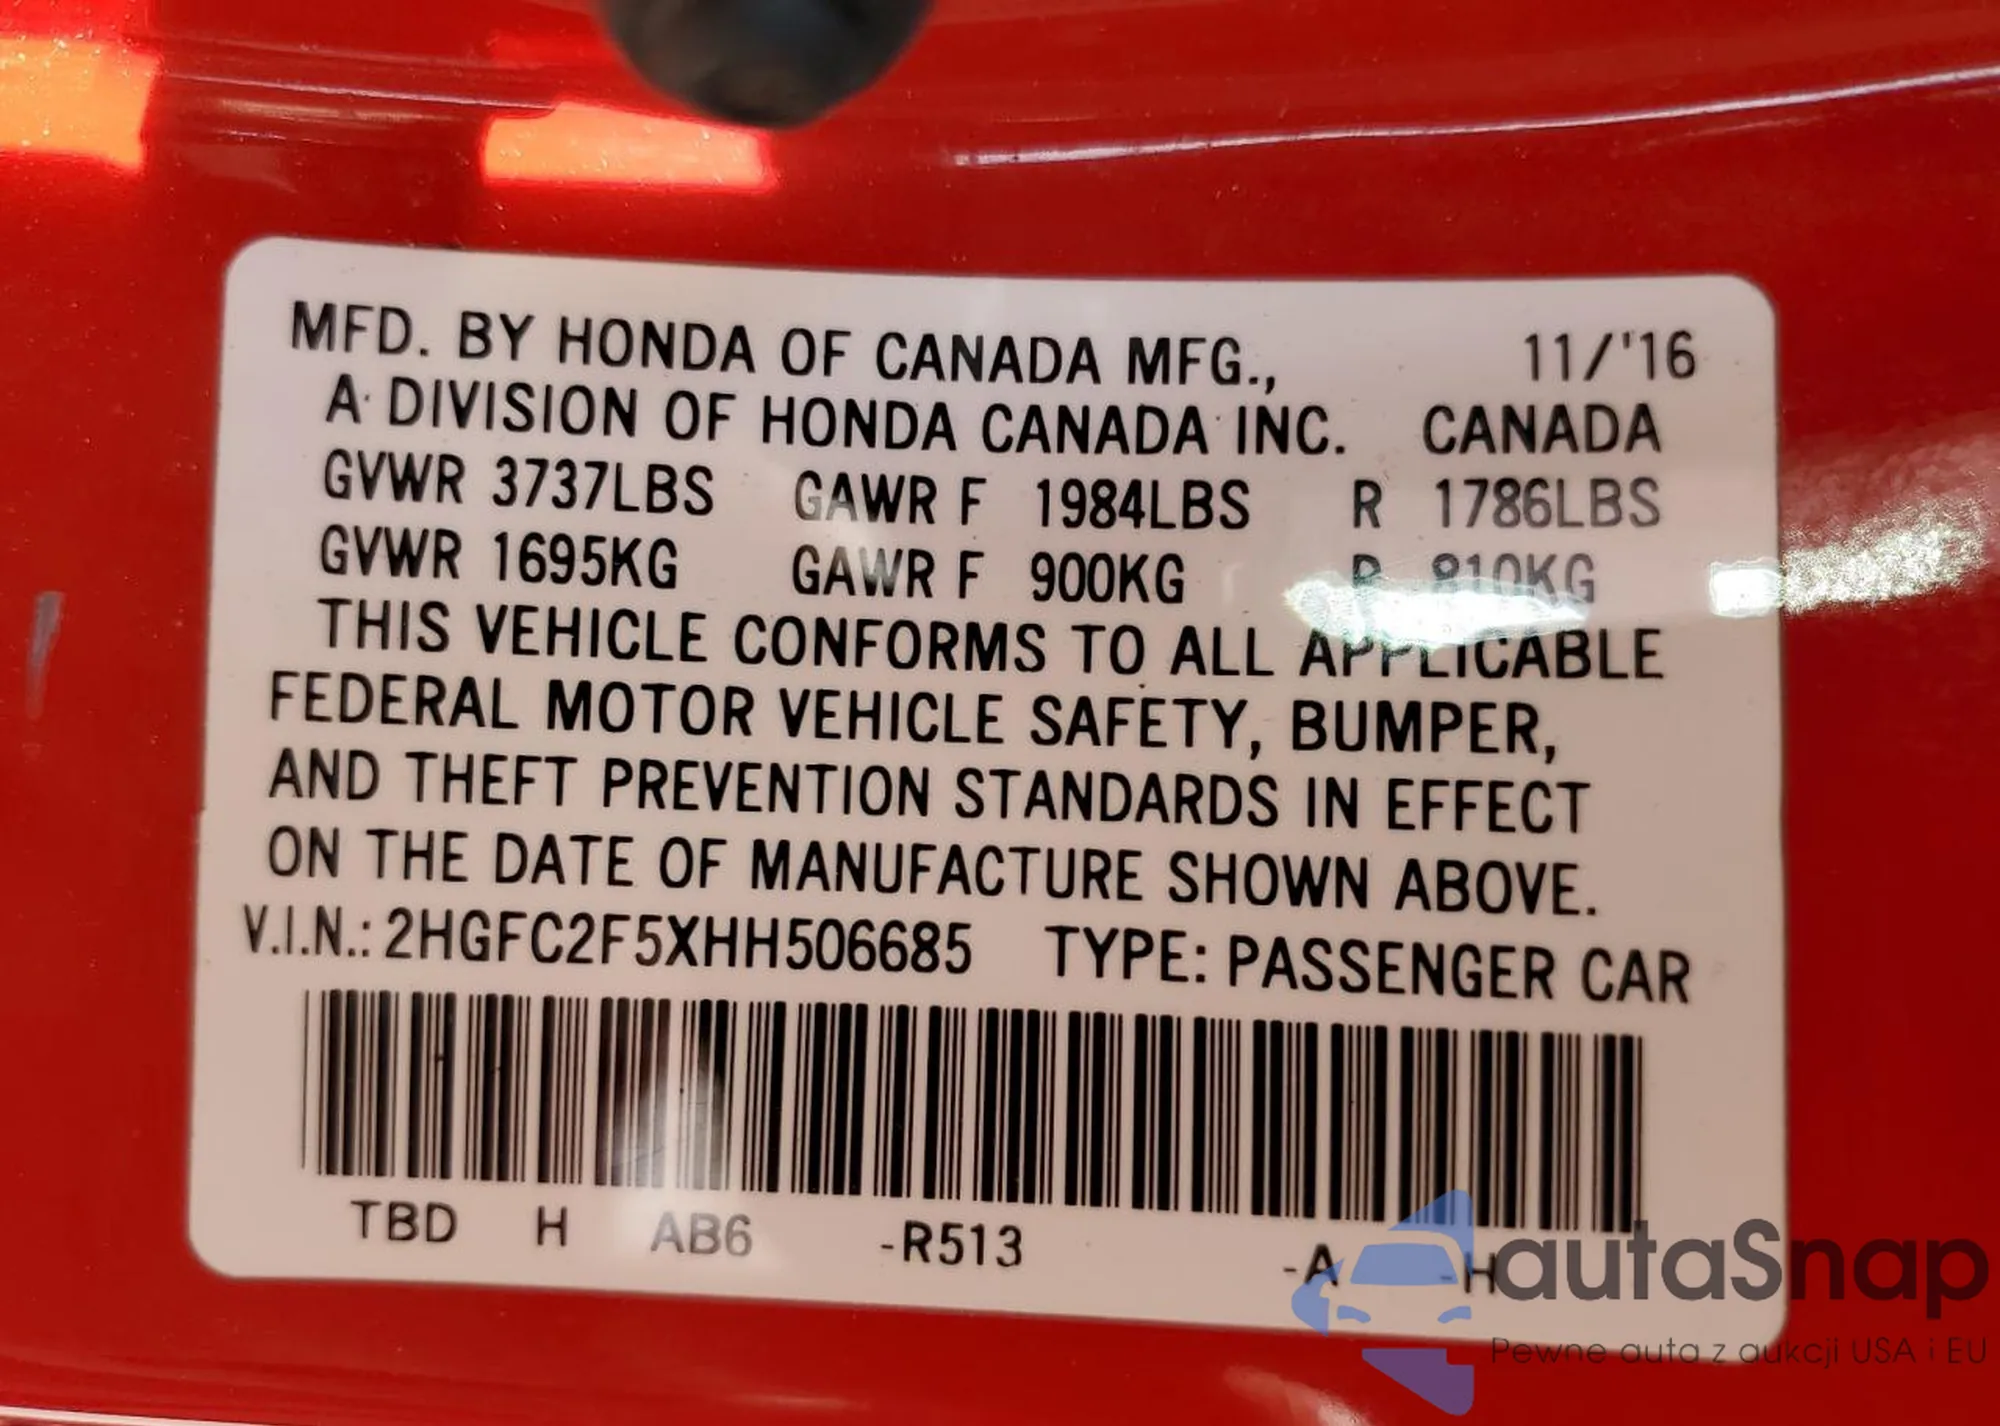 MFD. BY HONDA OF CANADA MFG., 11/'16
A DIVISION OF HONDA CANADA INC. CANADA
GVWR 3737LBS GAWR F 1984LBS R 1786LBS
GVWR 1695KG GAWR F 900KG R 810KG
THIS VEHICLE CONFORMS TO ALL APPLICABLE
FEDERAL MOTOR VEHICLE SAFETY, BUMPER,
AND THEFT PREVENTION STANDARDS IN EFFECT
ON THE DATE OF MANUFACTURE SHOWN ABOVE.
V.I.N.: 2HGFC2F5XHH506685 TYPE: PASSENGER CAR
TBD H AB6 -R513 -A -H
autaSnap
Pewne auta z aukcji USA i EU